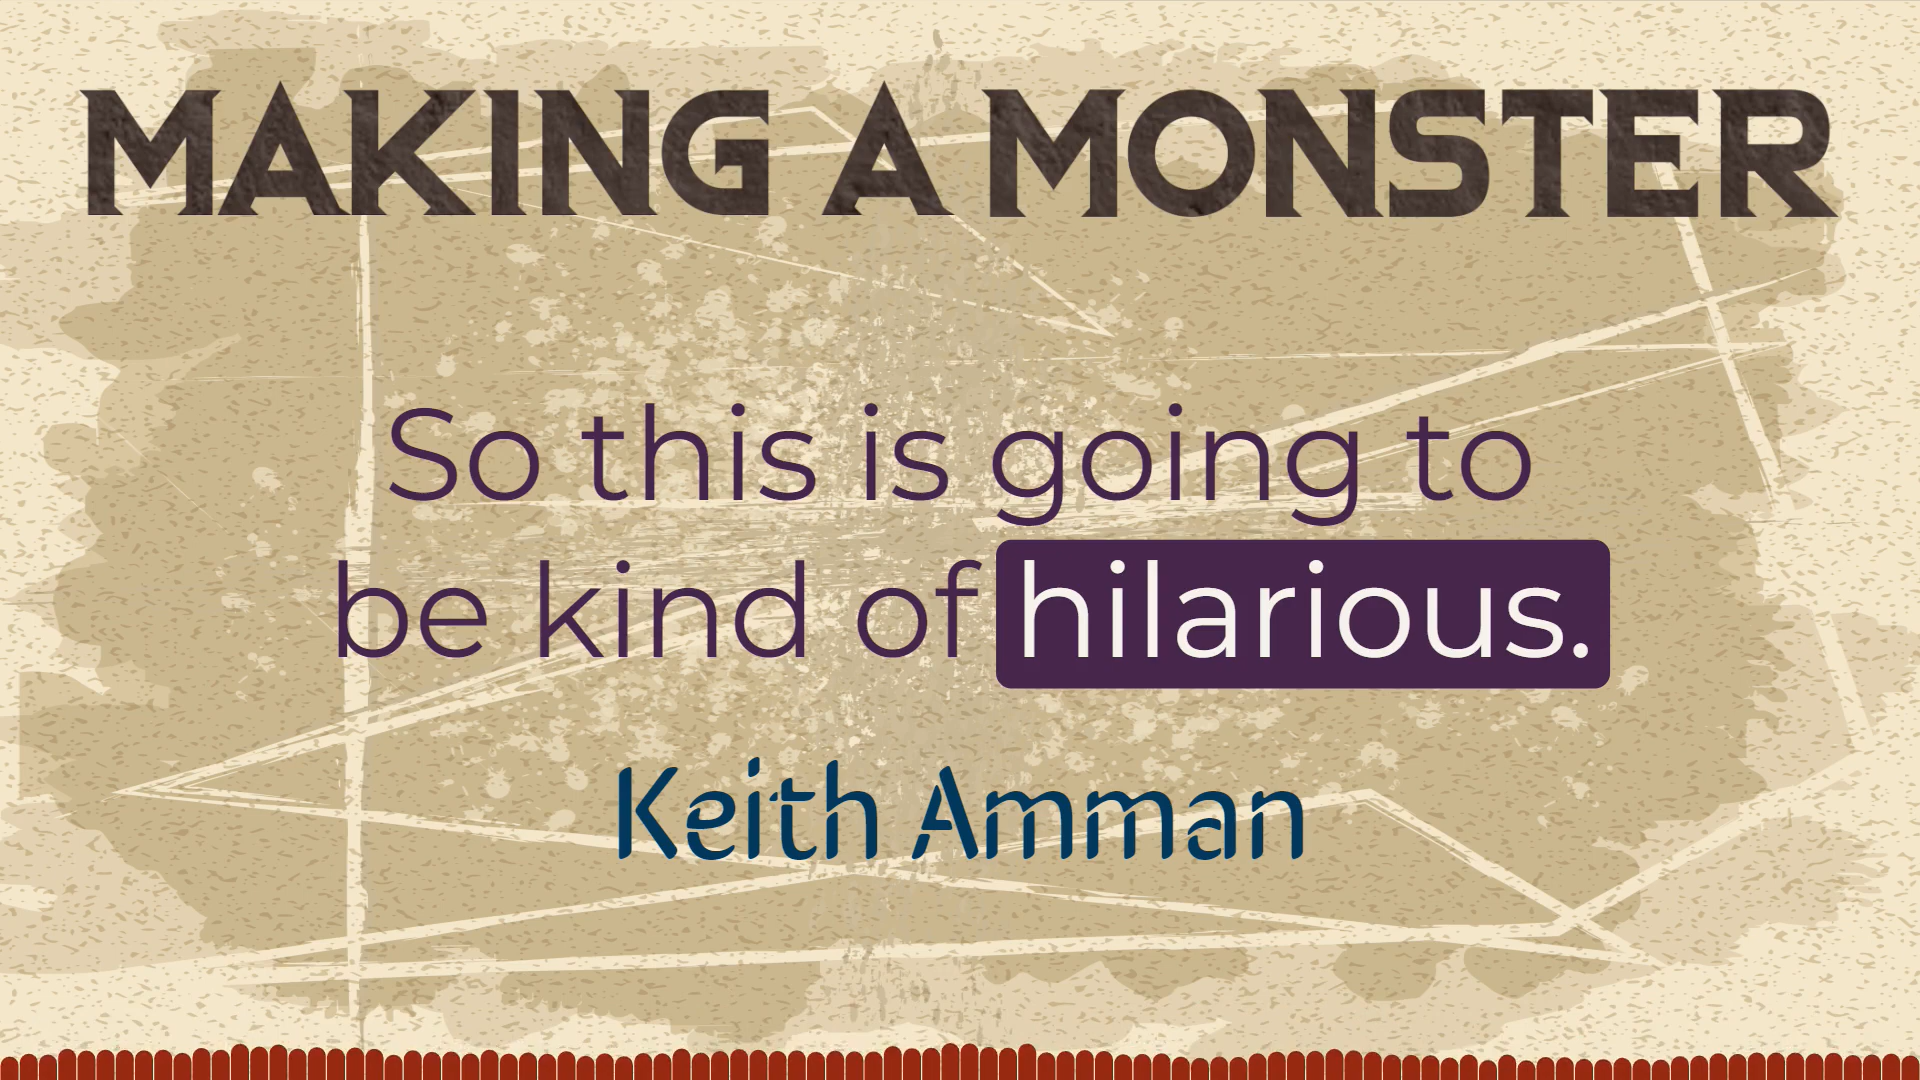 MAKING A MONSTER
So this is going to
be kind of hilarious.
Keith Amman